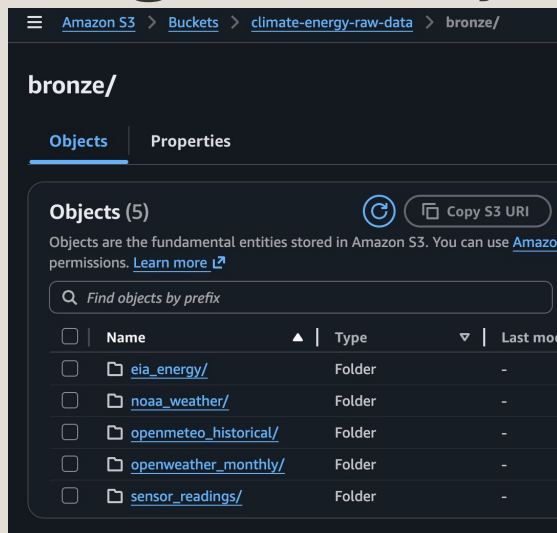 Amazon S3 > Buckets > climate-energy-raw-data > bronze/
bronze/
Objects Properties
Objects (5) Copy S3 URI
Objects are the fundamental entities stored in Amazon S3. You can use Amazo
permissions. Learn more
Find objects by prefix
Name Type Last mod
eia_energy/ Folder -
noaa_weather/ Folder -
openmeteo_historical/ Folder -
openweather_monthly/ Folder -
sensor_readings/ Folder -